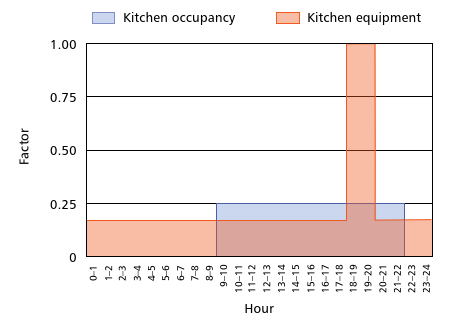 Kitchen occupancy Kitchen equipment
1.00
0.75
0.50
0.25
0
Factor
0–1 1–2 2–3 3–4 4–5 5–6 6–7 7–8 8–9 9–10 10–11 11–12 12–13 13–14 14–15 15–16 16–17 17–18 18–19 19–20 20–21 21–22 22–23 23–24
Hour